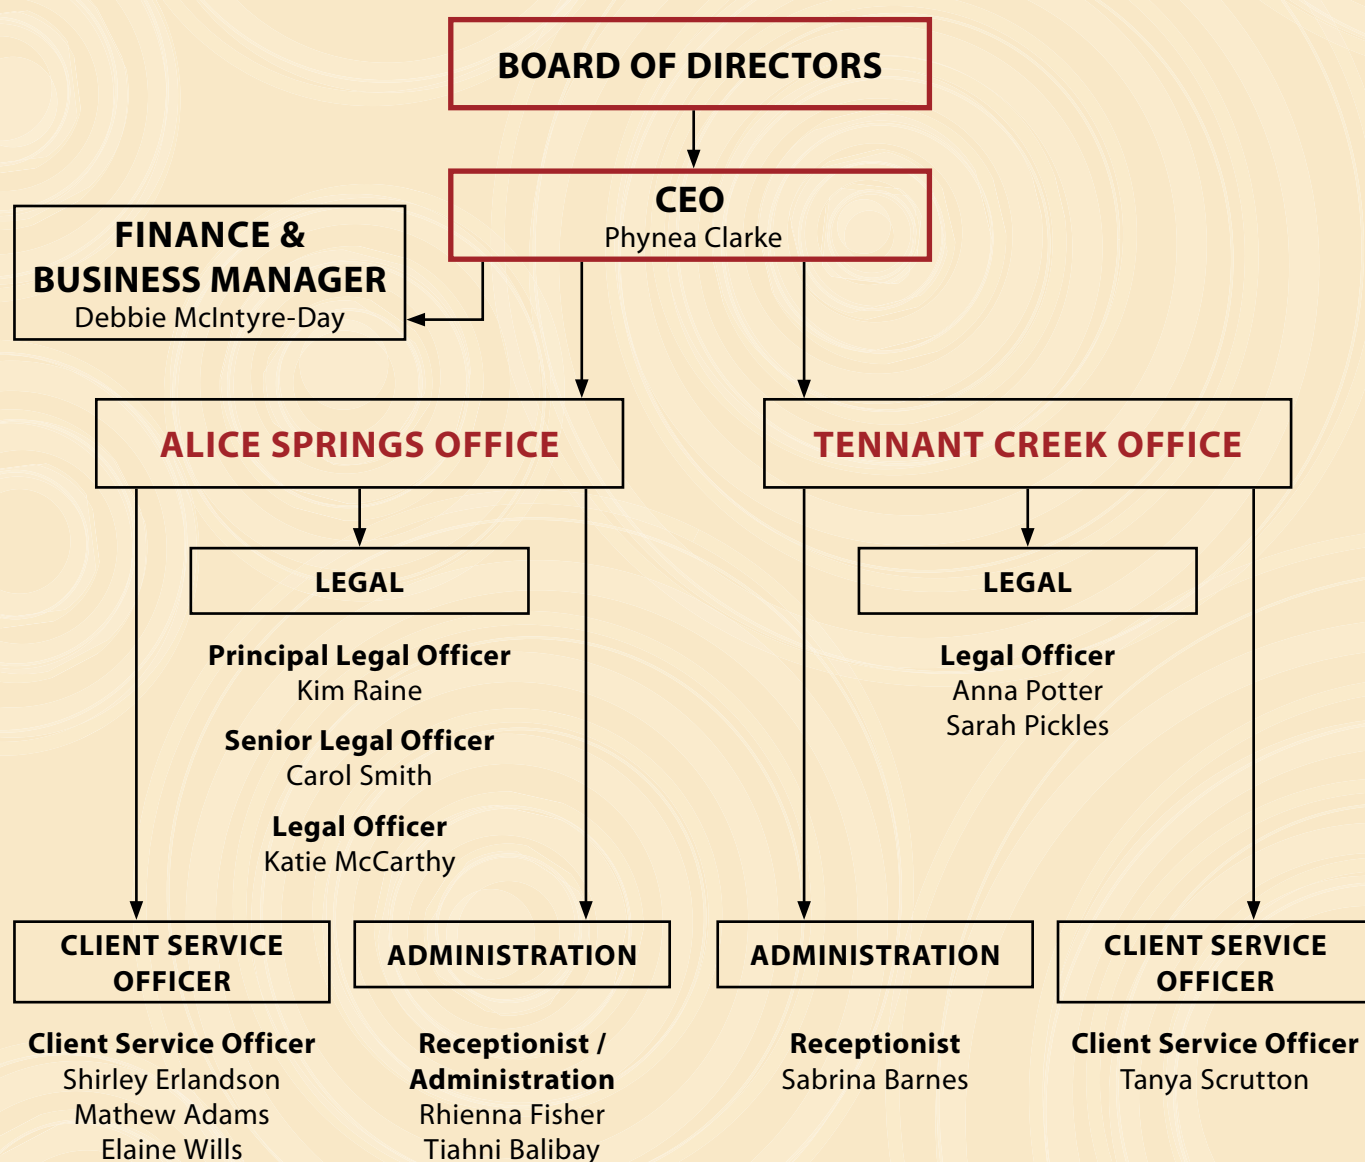 BOARD OF DIRECTORS
CEO
Phynea Clarke
FINANCE &
BUSINESS MANAGER
Debbie McIntyre-Day
ALICE SPRINGS OFFICE
TENNANT CREEK OFFICE
LEGAL
Principal Legal Officer
Kim Raine
Senior Legal Officer
Carol Smith
Legal Officer
Katie McCarthy
LEGAL
Legal Officer
Anna Potter
Sarah Pickles
CLIENT SERVICE
OFFICER
Client Service Officer
Shirley Erlandson
Mathew Adams
Elaine Wills
ADMINISTRATION
Receptionist /
Administration
Rhienna Fisher
Tiahni Balibay
ADMINISTRATION
Receptionist
Sabrina Barnes
CLIENT SERVICE
OFFICER
Client Service Officer
Tanya Scrutton